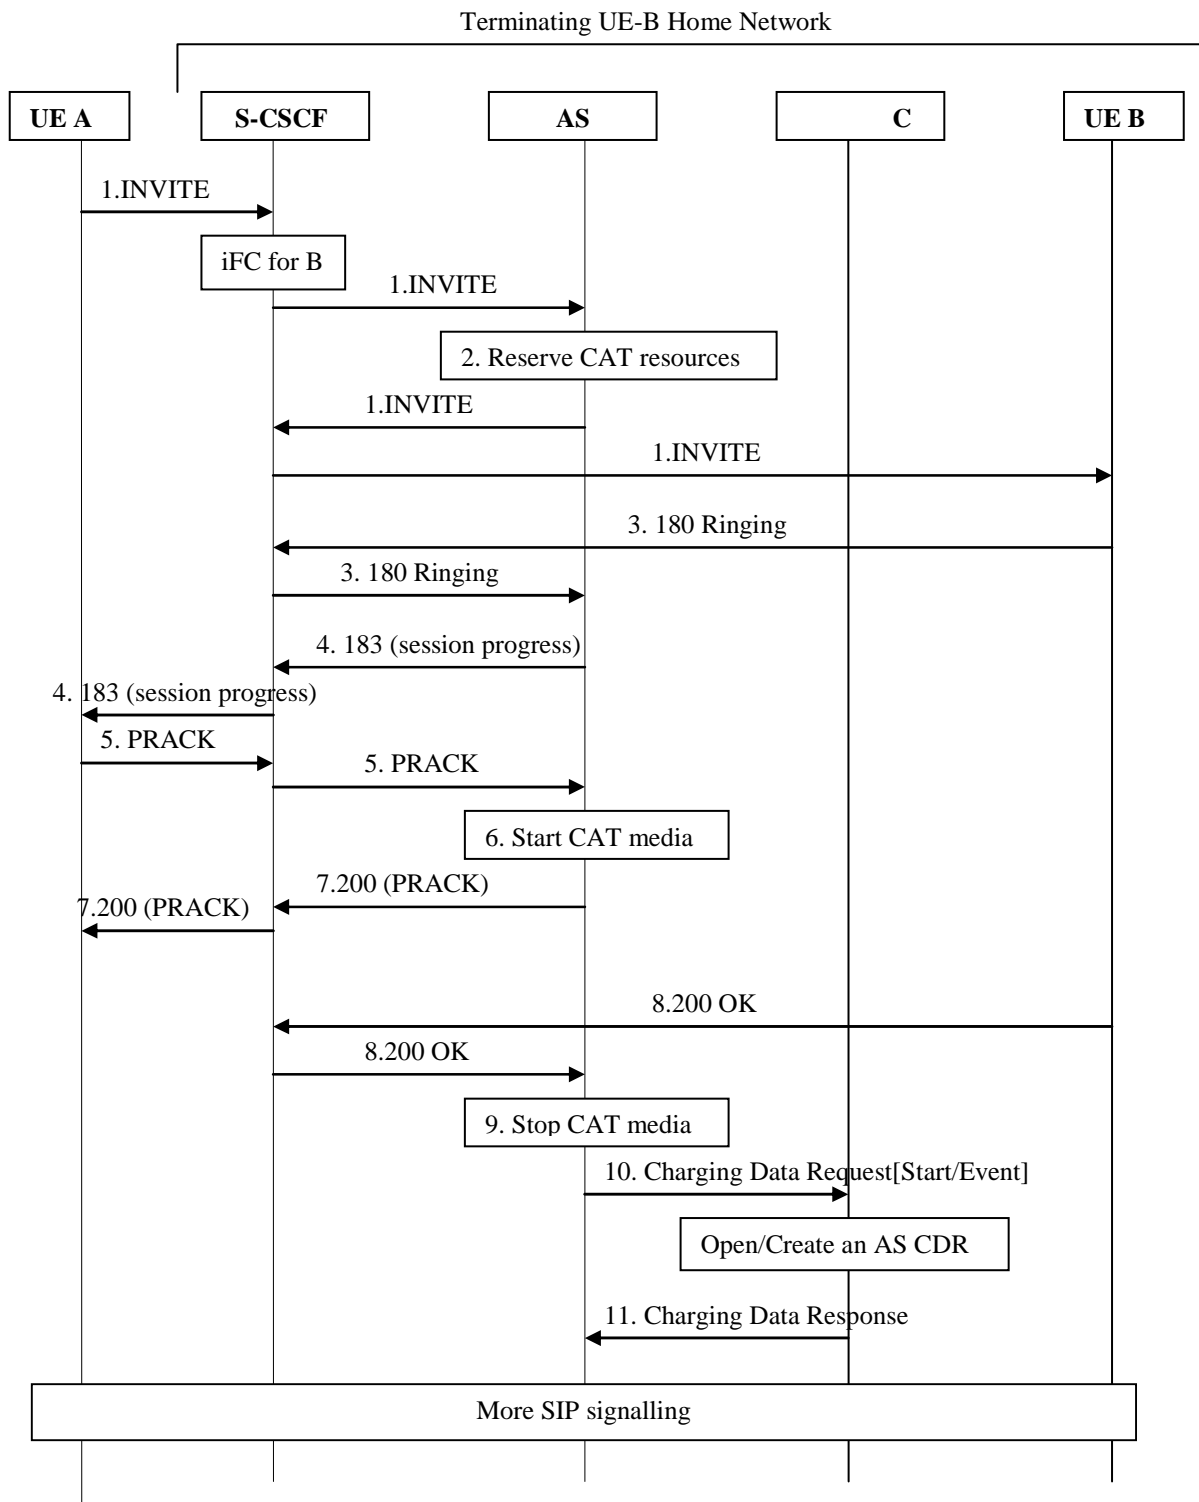 Terminating UE-B Home Network
UE A
S-CSCF
AS
C
UE B
1.INVITE
iFC for B
1.INVITE
2. Reserve CAT resources
1.INVITE
1.INVITE
3. 180 Ringing
3. 180 Ringing
4. 183 (session progress)
4. 183 (session progress)
5. PRACK
5. PRACK
6. Start CAT media
7.200 (PRACK)
7.200 (PRACK)
8.200 OK
8.200 OK
9. Stop CAT media
10. Charging Data Request[Start/Event]
Open/Create an AS CDR
11. Charging Data Response
More SIP signalling